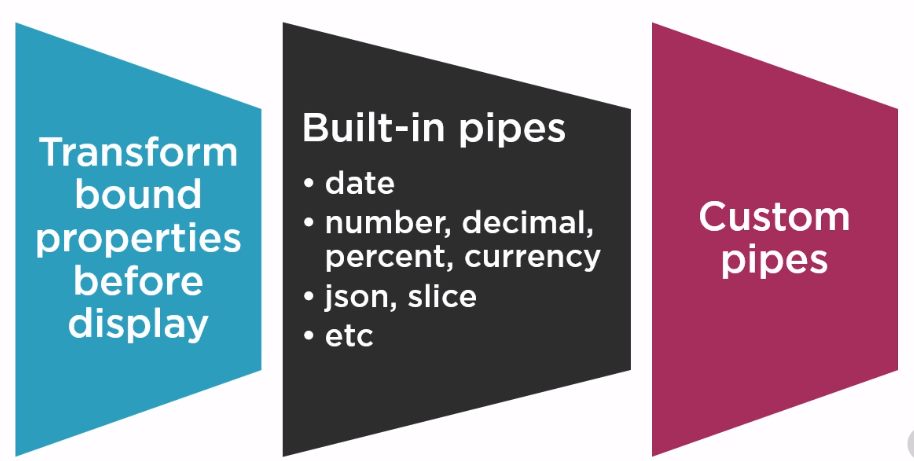 Transform
bound
properties
before
display
Built-in pipes
• date
• number, decimal,
percent, currency
• json, slice
• etc
Custom
pipes